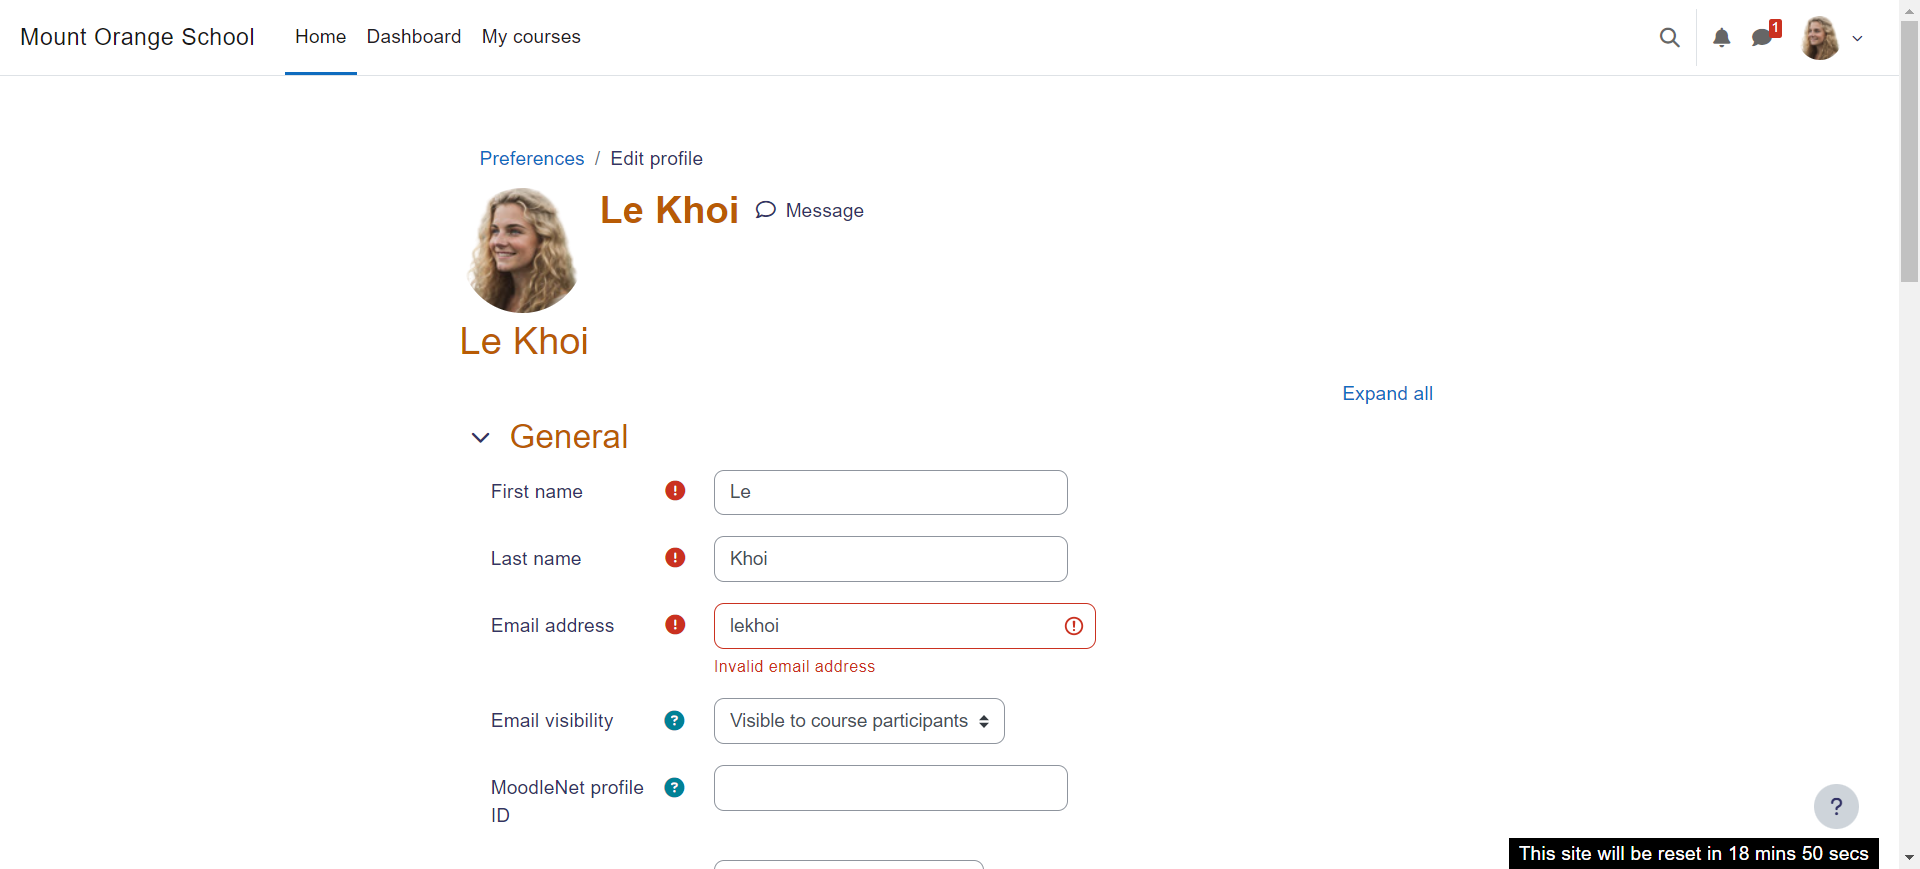 Mount Orange School
Home
Dashboard
My courses
1
Preferences / Edit profile
Le Khoi
Message
Le Khoi
Expand all
General
First name
Le
Last name
Khoi
Email address
lekhoi
Invalid email address
Email visibility
?
Visible to course participants
MoodleNet profile
ID
?
?
This site will be reset in 18 mins 50 secs